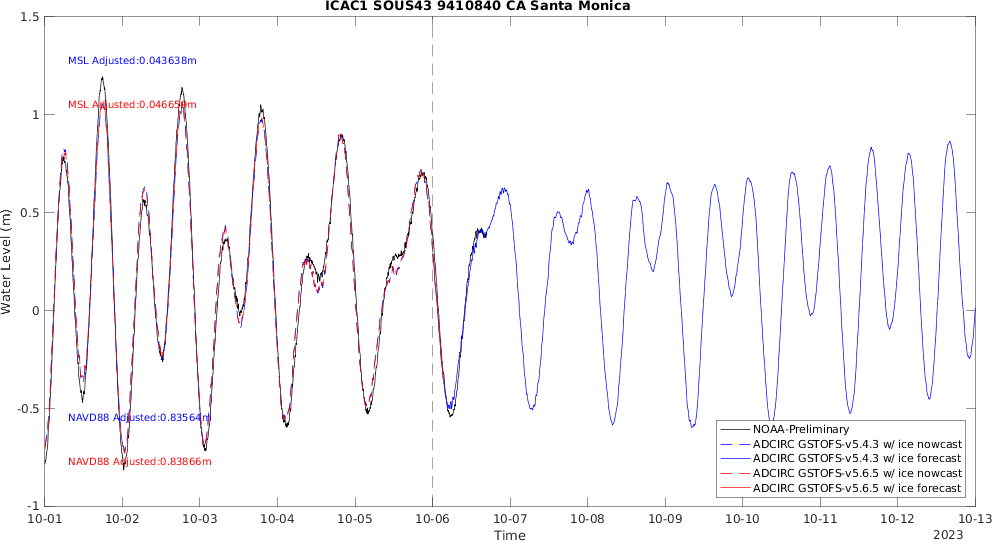 ICAC1 SOUS43 9410840 CA Santa Monica
1.5
MSL Adjusted:0.043638m
MSL Adjusted:0.046659m
1
0.5
Water Level (m)
0
-0.5
NAVD88 Adjusted:0.83564m
NAVD88 Adjusted:0.83866m
-1
NOAA-Preliminary
ADCIRC GSTOFS-v5.4.3 w/ ice nowcast
ADCIRC GSTOFS-v5.4.3 w/ ice forecast
ADCIRC GSTOFS-v5.6.5 w/ ice nowcast
ADCIRC GSTOFS-v5.6.5 w/ ice forecast
10-01 10-02 10-03 10-04 10-05 10-06 10-07 10-08 10-09 10-10 10-11 10-12 10-13
Time
2023